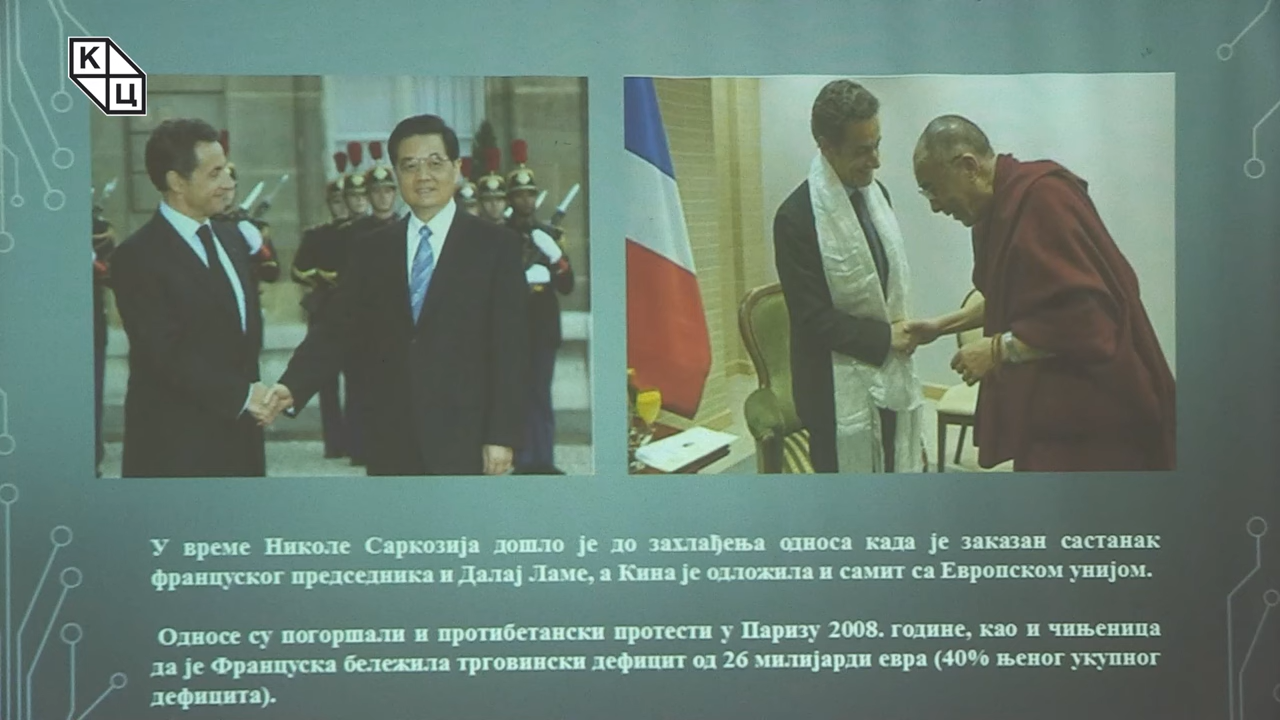 К
Ц
У време Николе Саркозија дошло је до захлађења односа када је заказан састанак
француског председника и Далај Ламе, а Кина је одложила и самит са Европском унијом.
Односе су погоршали и протибетански протести у Паризу 2008. године, као и чињеница
да је Француска бележила трговински дефицит од 26 милијарди евра (40% њеног укупног
дефицита).